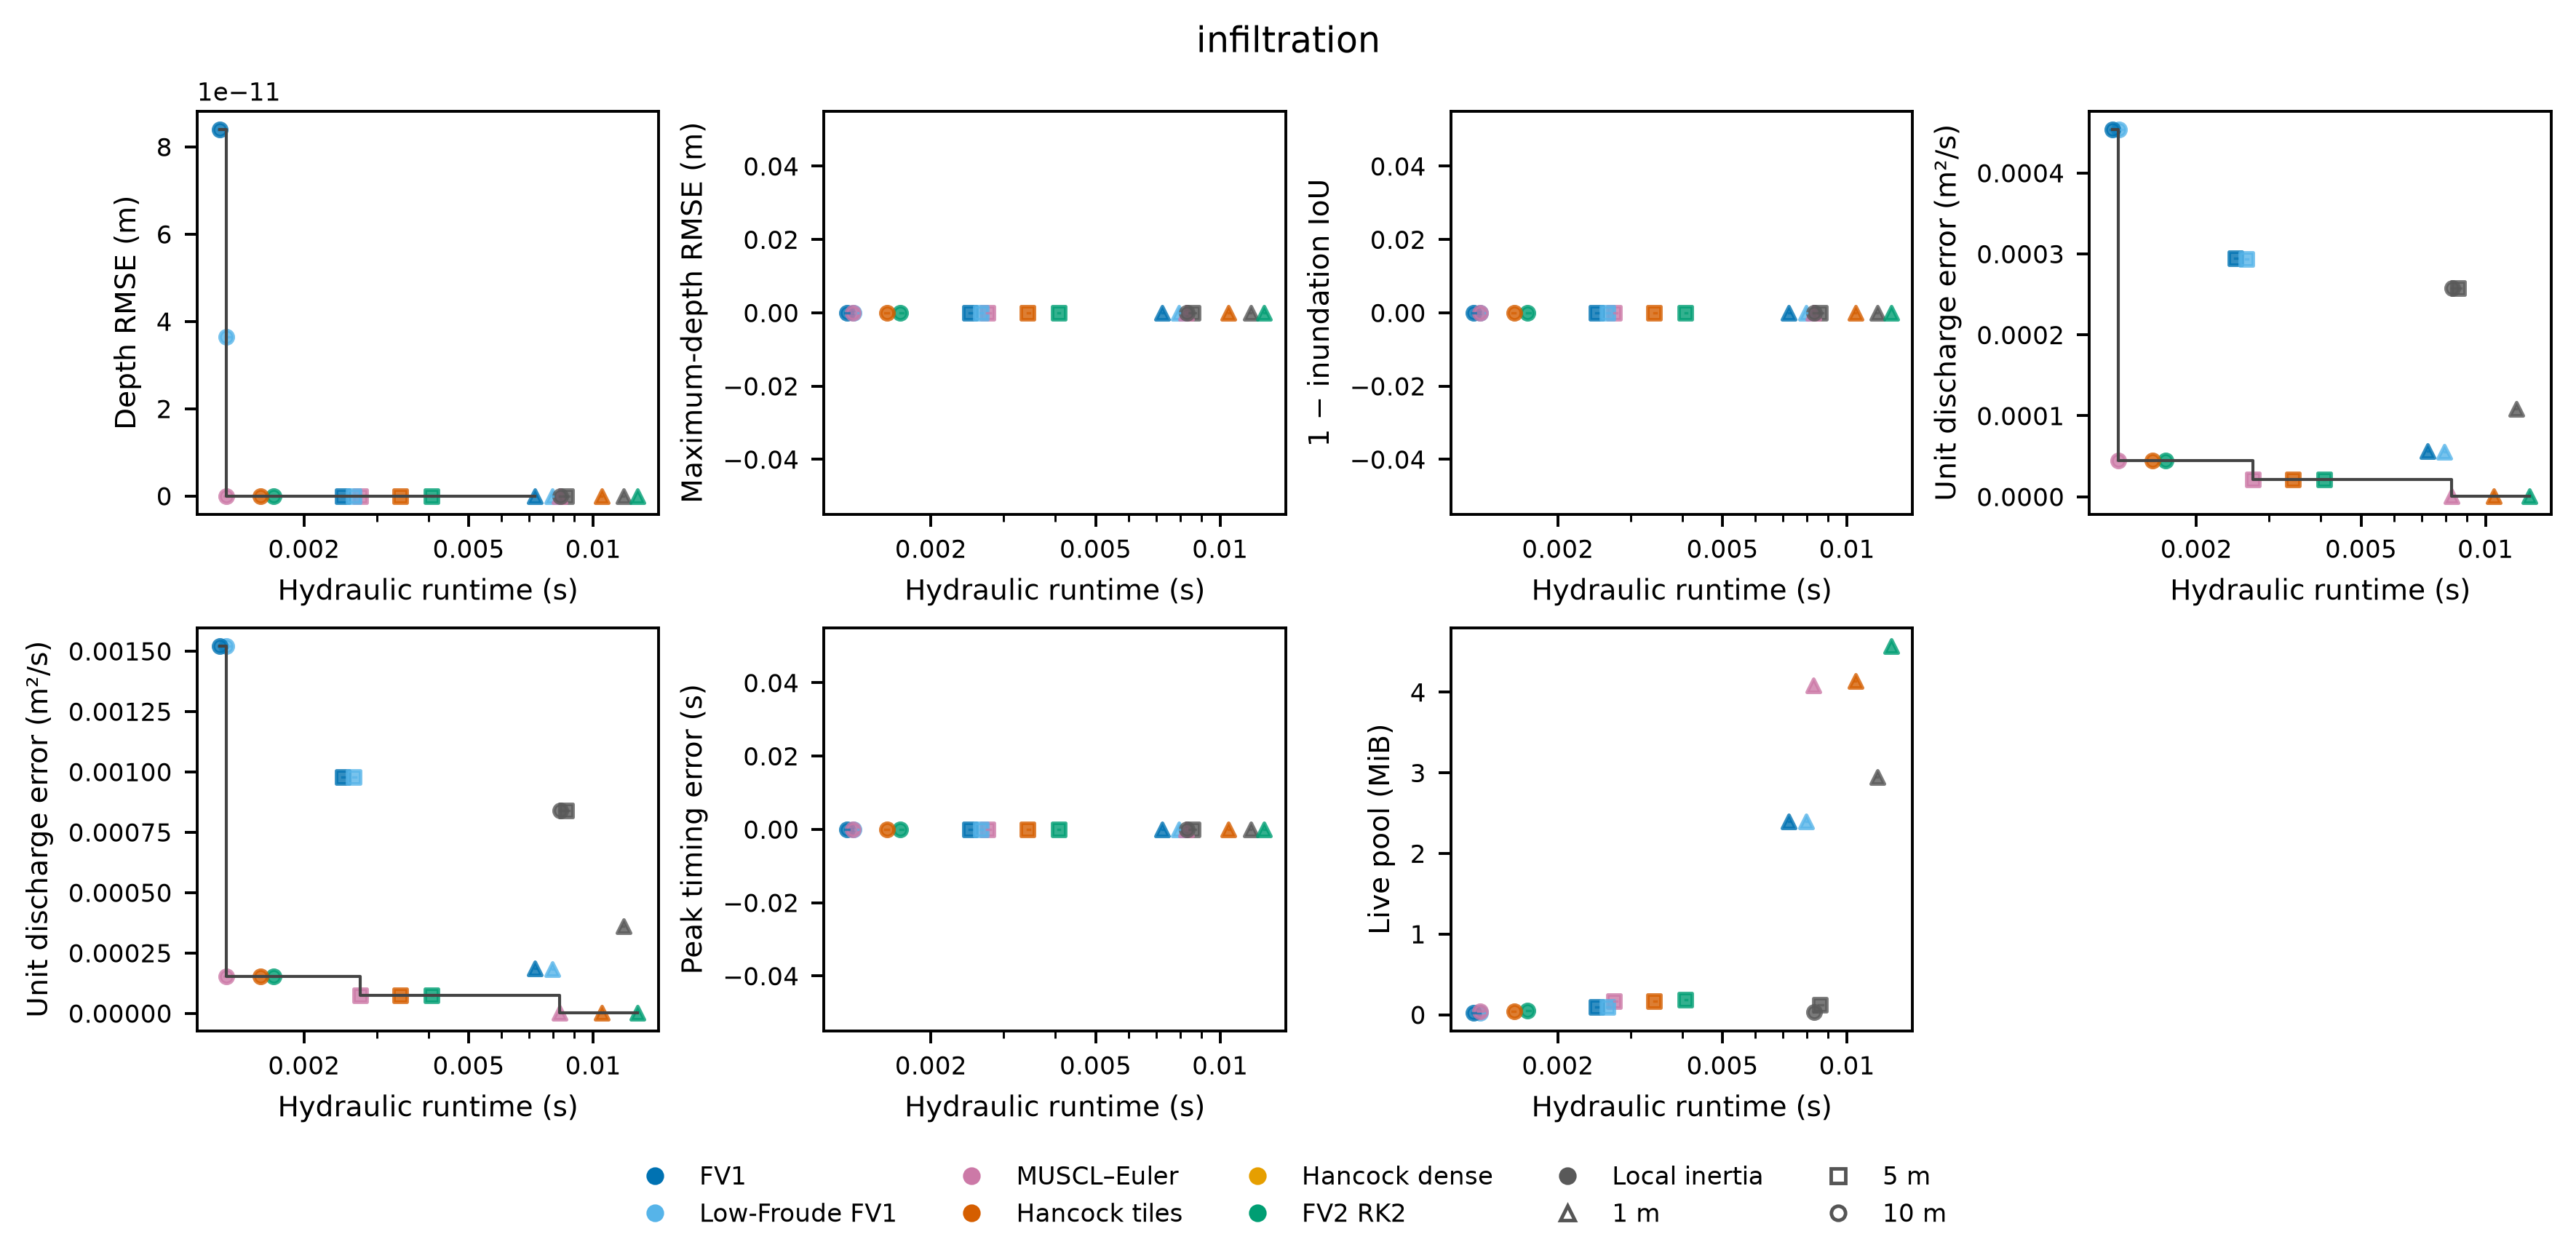 infiltration
1e−11
8
6
4
2
0
Depth RMSE (m)
0.002 0.005 0.01
Hydraulic runtime (s)
0.04
0.02
0.00
−0.02
−0.04
Maximum-depth RMSE (m)
0.002 0.005 0.01
Hydraulic runtime (s)
0.04
0.02
0.00
−0.02
−0.04
1 − inundation IoU
0.002 0.005 0.01
Hydraulic runtime (s)
0.0004
0.0003
0.0002
0.0001
0.0000
Unit discharge error (m²/s)
0.002 0.005 0.01
Hydraulic runtime (s)
0.00150
0.00125
0.00100
0.00075
0.00050
0.00025
0.00000
Unit discharge error (m²/s)
0.002 0.005 0.01
Hydraulic runtime (s)
0.04
0.02
0.00
−0.02
−0.04
Peak timing error (s)
0.002 0.005 0.01
Hydraulic runtime (s)
4
3
2
1
0
Live pool (MiB)
0.002 0.005 0.01
Hydraulic runtime (s)
FV1 MUSCL–Euler Hancock dense Local inertia 5 m
Low-Froude FV1 Hancock tiles FV2 RK2 1 m 10 m